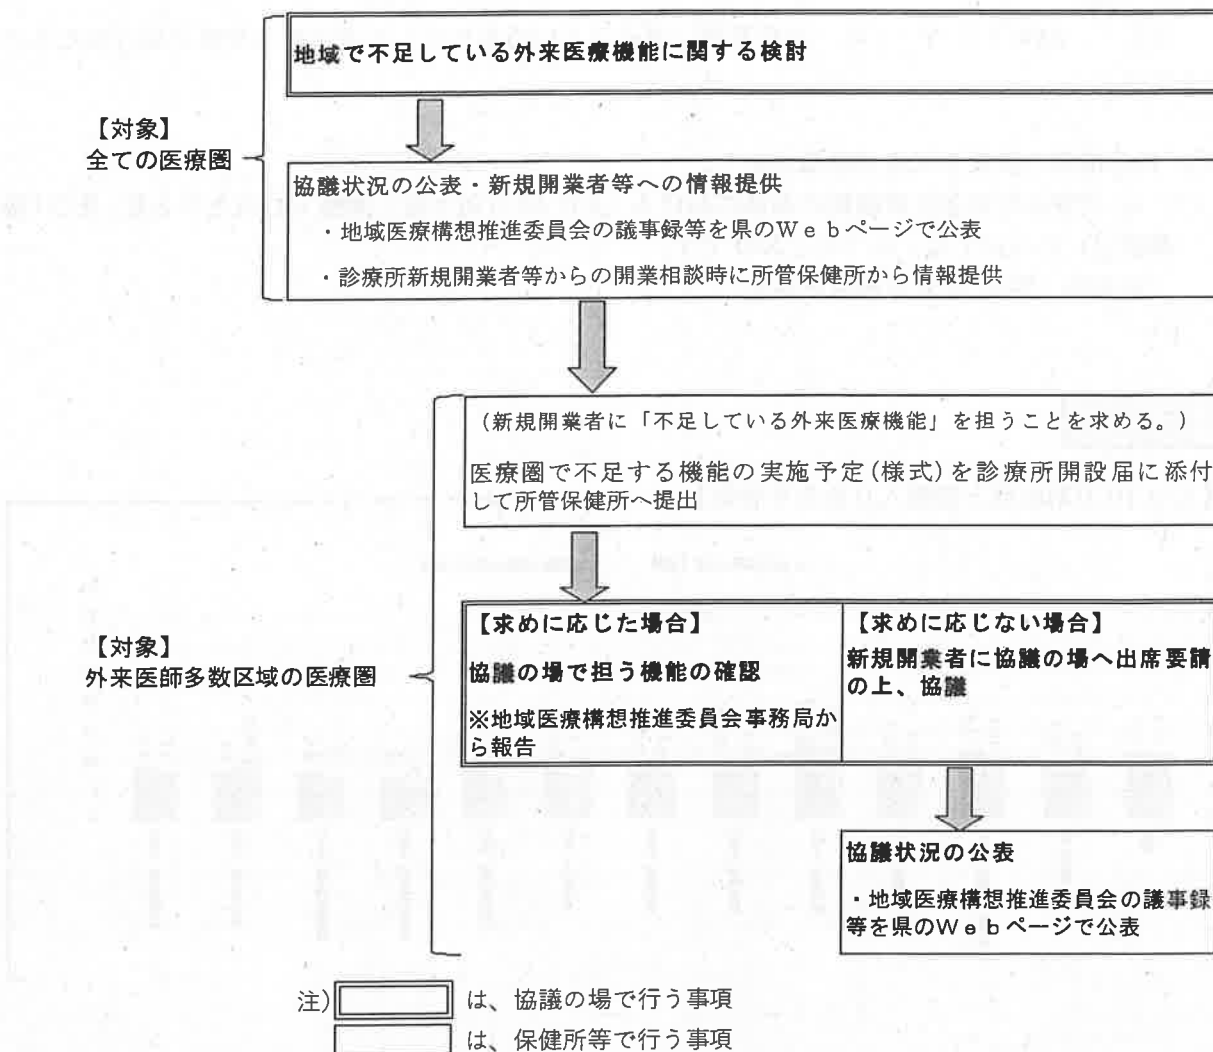 地域で不足している外来医療機能に関する検討
【対象】
全ての医療圏
協議状況の公表・新規開業者等への情報提供
・地域医療構想推進委員会の議事録等を県のＷｅｂページで公表
・診療所新規開業者等からの開業相談時に所管保健所から情報提供
（新規開業者に「不足している外来医療機能」を担うことを求める。）
医療圏で不足する機能の実施予定(様式)を診療所開設届に添付
して所管保健所へ提出
【対象】
外来医師多数区域の医療圏
【求めに応じた場合】
協議の場で担う機能の確認
※地域医療構想推進委員会事務局か
ら報告
【求めに応じない場合】
新規開業者に協議の場へ出席要請
の上、協議
協議状況の公表
・地域医療構想推進委員会の議事録
等を県のＷｅｂページで公表
注)　は、協議の場で行う事項
は、保健所等で行う事項